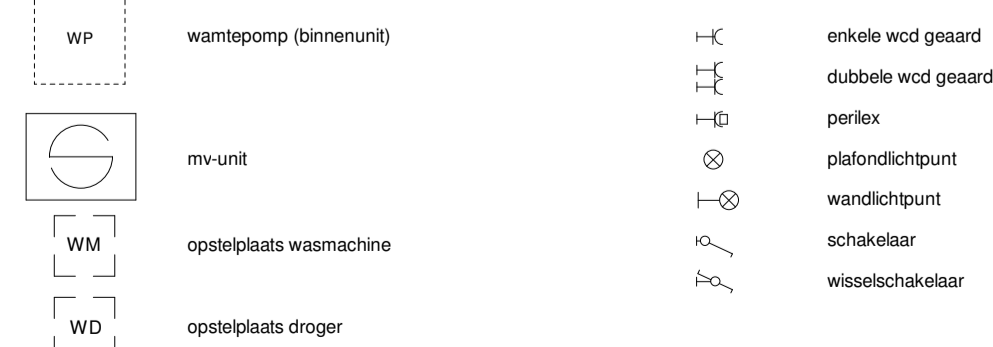 WP wamtepomp (binnenunit)
mv-unit
WM opstelplaats wasmachine
WD opstelplaats droger
enkele wcd geaard
dubbele wcd geaard
perilex
plafondlichtpunt
wandlichtpunt
schakelaar
wisselschakelaar